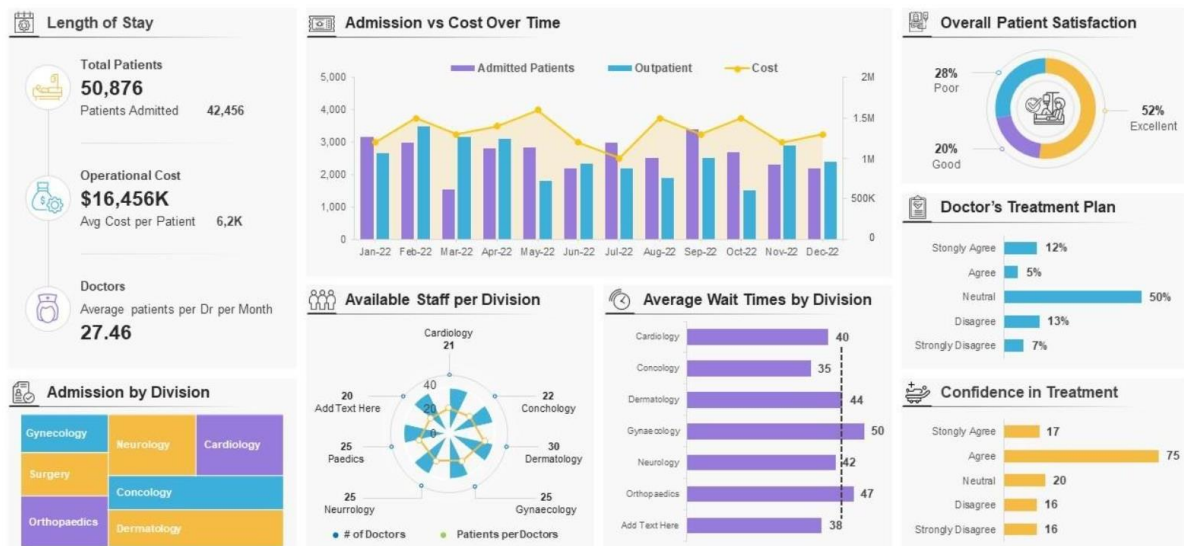 Length of Stay
Total Patients
50,876
Patients Admitted 42,456
Operational Cost
$16,456K
Avg Cost per Patient 6,2K
Doctors
Average patients per Dr per Month
27.46
Admission vs Cost Over Time
Admitted Patients Outpatient Cost
5,000 2M
4,000 1.5M
3,000 1M
2,000 500K
1,000
0 0
Jan-22 Feb-22 Mar-22 Apr-22 May-22 Jun-22 Jul-22 Aug-22 Sep-22 Oct-22 Nov-22 Dec-22
Overall Patient Satisfaction
28%
Poor
52%
Excellent
20%
Good
Doctor's Treatment Plan
Stongly Agree 12%
Agree 5%
Neutral 50%
Disagree 13%
Strongly Disagree 7%
Admission by Division
Gynecology
Neurology
Cardiology
Surgery
Concology
Orthopaedics
Dermatology
Available Staff per Division
Cardiology
21
22
Conchology
30
Dermatology
25
Gynaecology
25
Neurrology
25
Paedics
20
Add Text Here
40
20
0
# of Doctors Patients perDoctors
Average Wait Times by Division
Cardiology 40
Concology 35
Dermatology 44
Gynaecology 50
Neurology 42
Orthopaedics 47
Add Text Here 38
Confidence in Treatment
Stongly Agree 17
Agree 75
Neutral 20
Disagree 16
Strongly Disagree 16